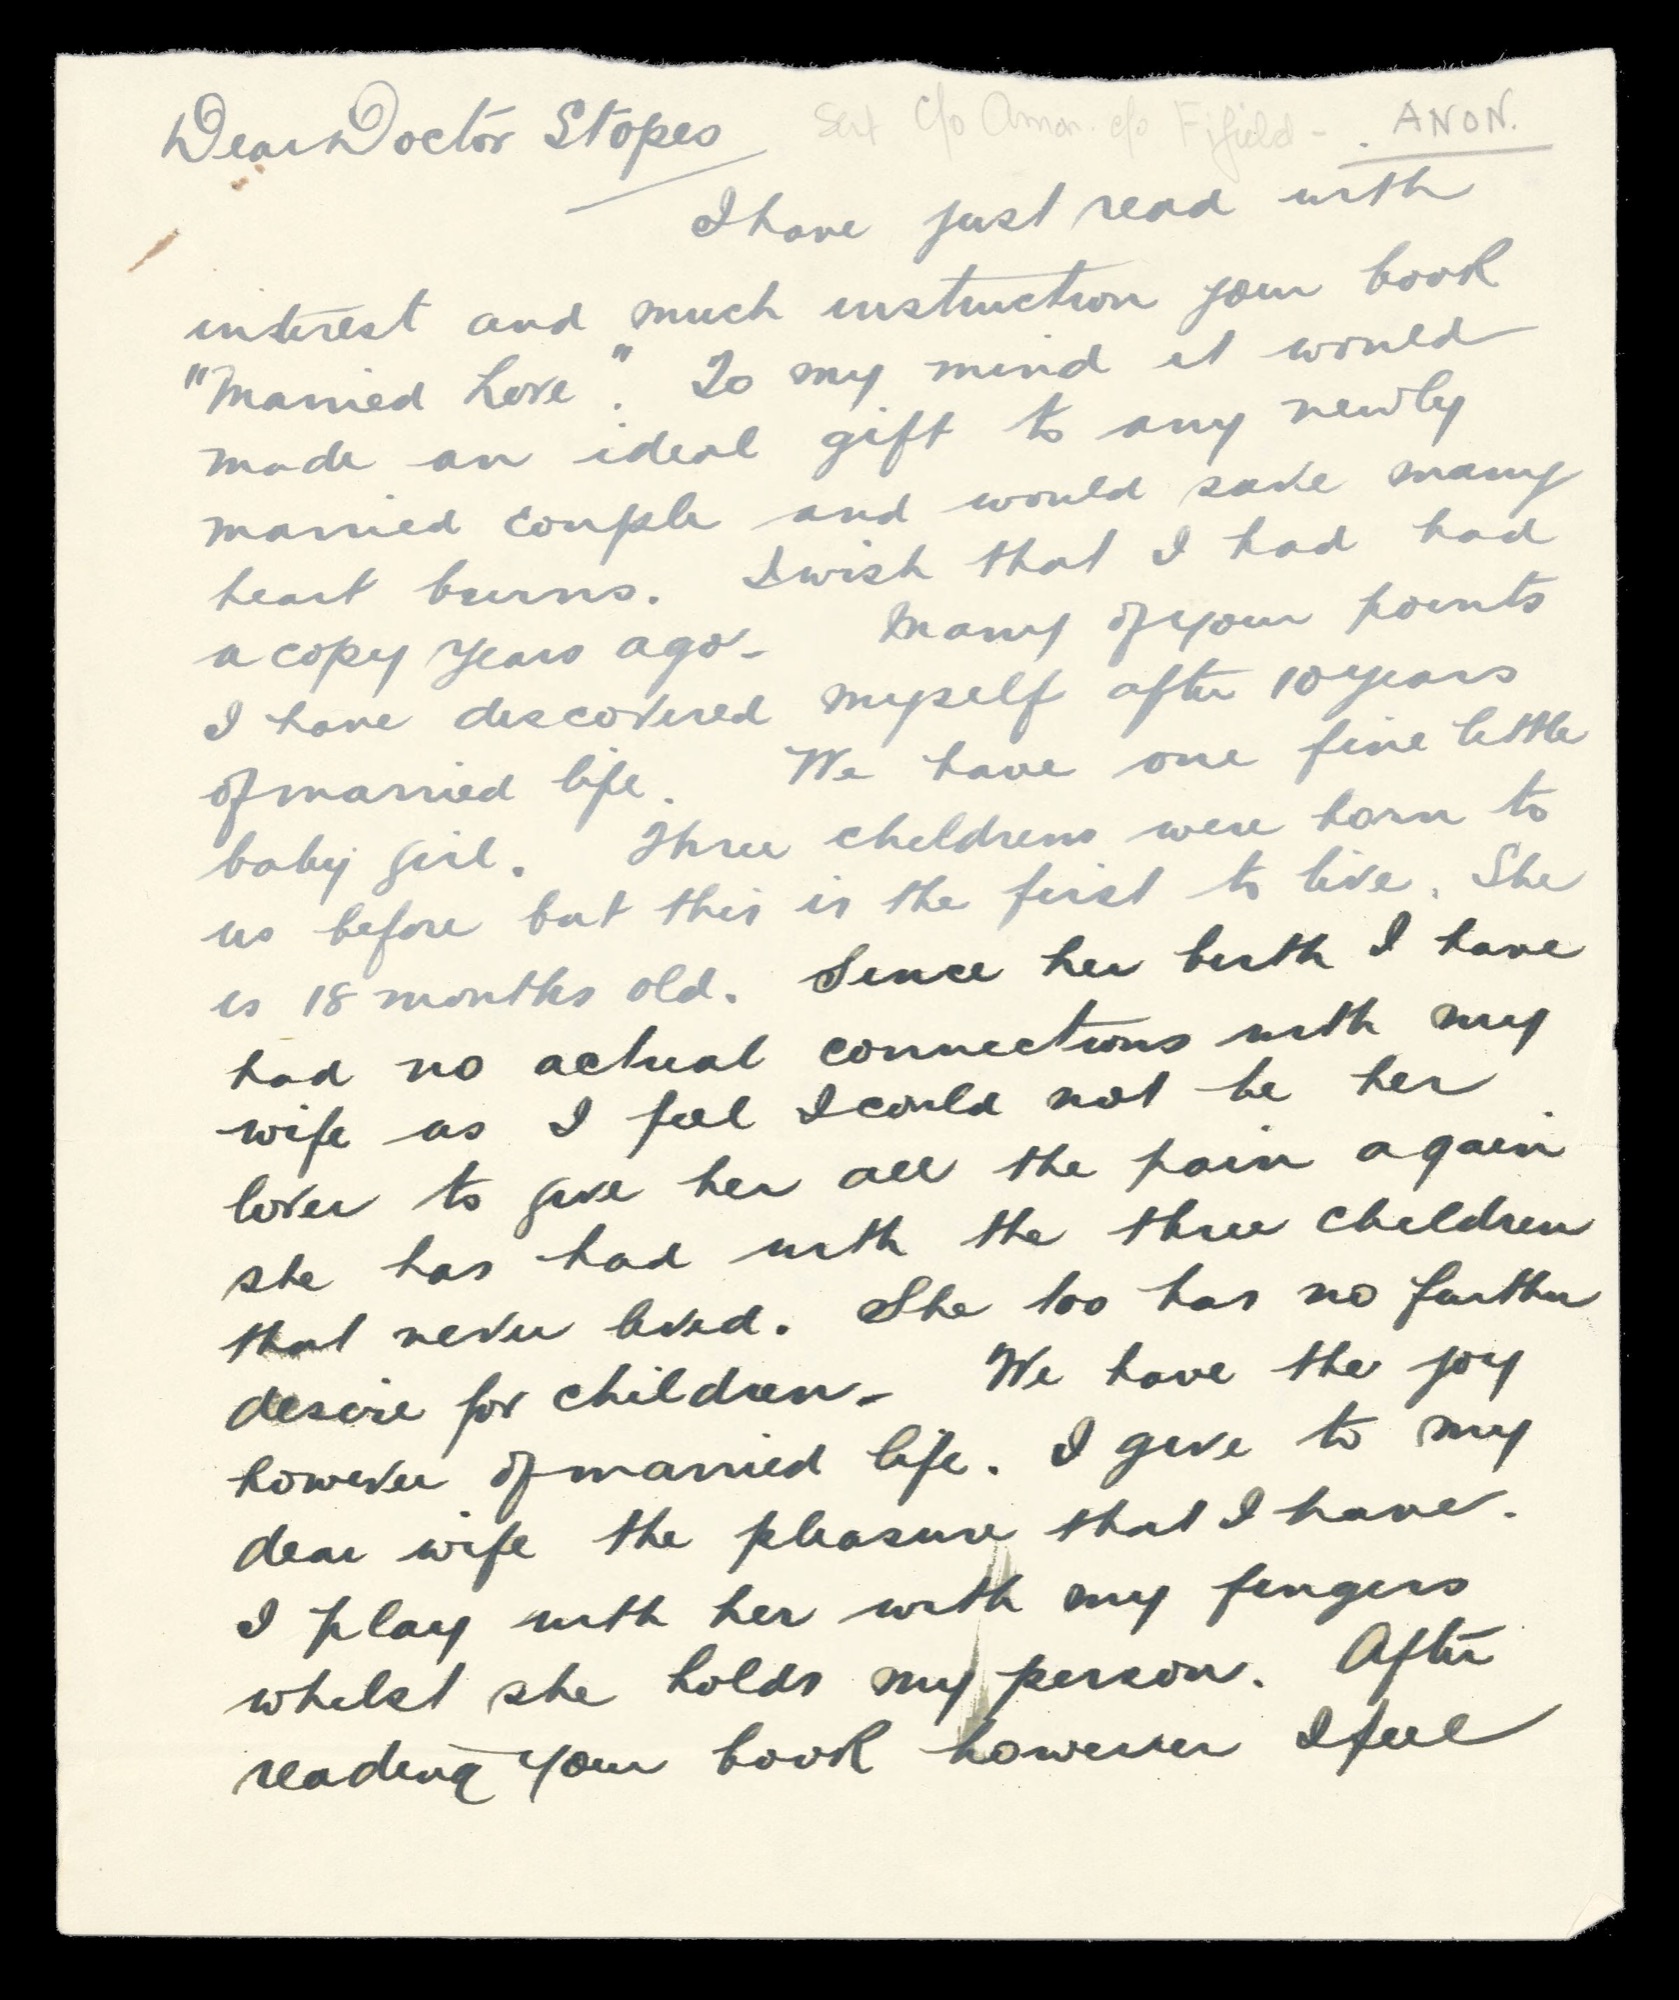 Dear Doctor Stopes
Sent c/o Anon. c/o Fifield - ANON.
I have just read with
interest and much instruction your book
"Married Love". To my mind it would
made an ideal gift to any newly
married couple and would save many
heart burns. I wish that I had had
a copy years ago - Many of your points
I have discovered myself after 10 years
of married life. We have one fine little
baby girl. Three childrens were born to
us before but this is the first to live. She
is 18 months old. Since her birth I have
had no actual connections with my
wife as I feel I could not be her
lover to give her all the pain again
she has had with the three children
that never lived. She too has no further
desire for children - We have the joy
however of married life. I give to my
dear wife the pleasure that I have.
I play with her with my fingers
whilst she holds my person. After
reading your book however I feel